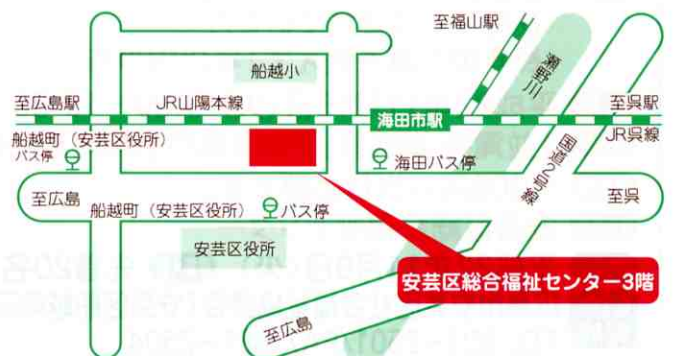 至福山駅
船越小
瀬野川
至広島駅
JR山陽本線
海田市駅
至呉駅
JR呉線
船越町（安芸区役所）
バス停
海田バス停
国道2号線
至広島
船越町（安芸区役所）
バス停
至呉
安芸区役所
安芸区総合福祉センター3階
至広島